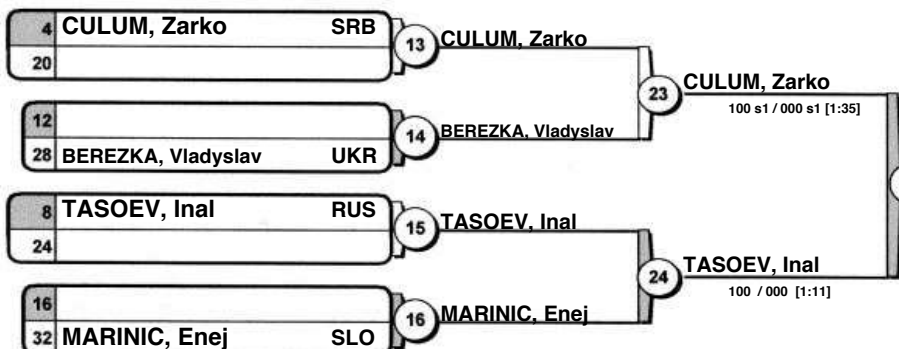 4 CULUM, Zarko SRB
20
13 CULUM, Zarko
12
28 BEREZKA, Vladyslav UKR
14 BEREZKA, Vladyslav
23 CULUM, Zarko
100 s1 / 000 s1 [1:35]
8 TASOEV, Inal RUS
24
15 TASOEV, Inal
16
32 MARINIC, Enej SLO
16 MARINIC, Enej
24 TASOEV, Inal
100 / 000 [1:11]